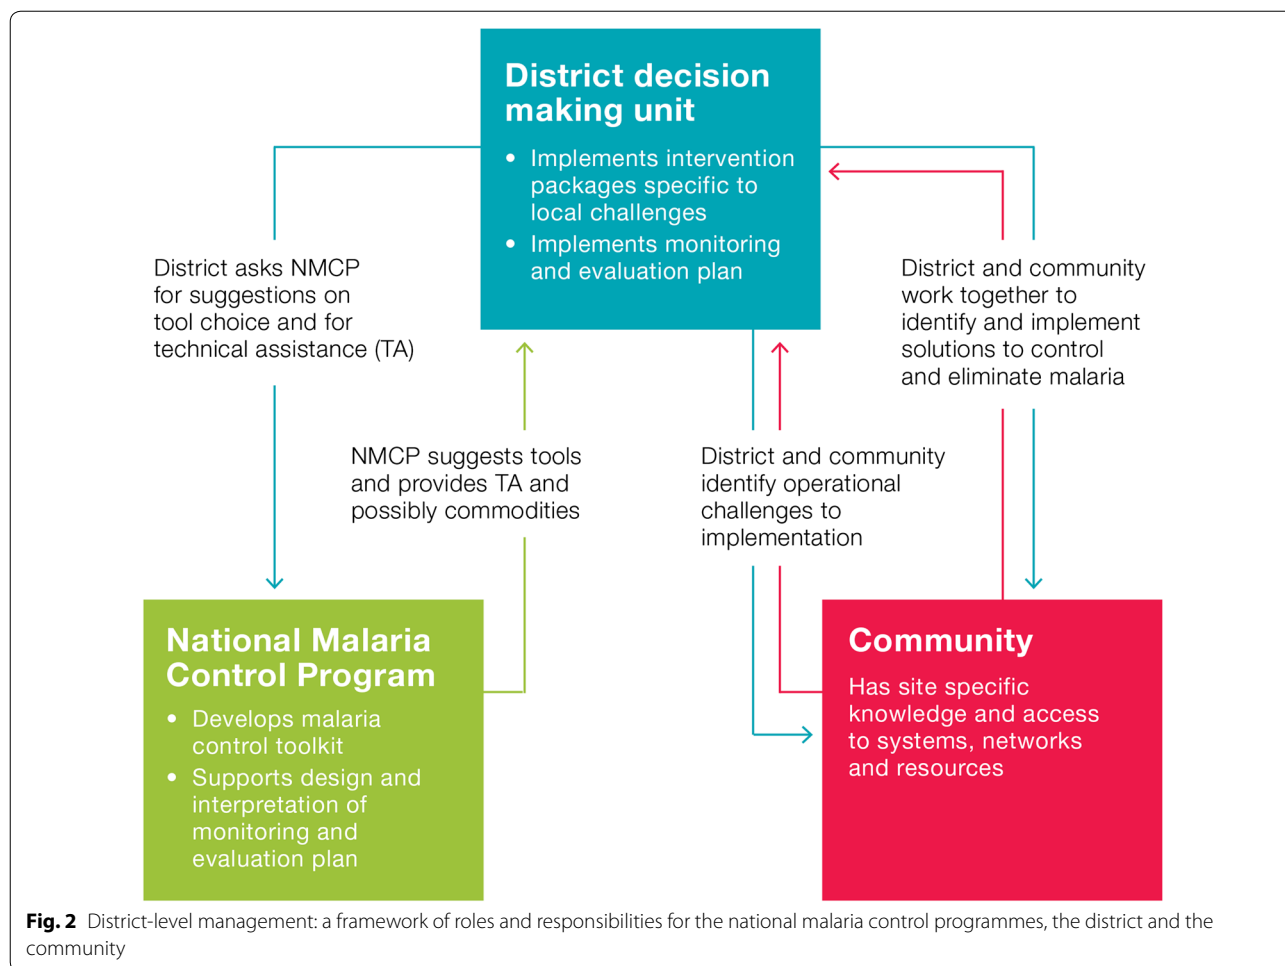 District decision
making unit
• Implements intervention
packages specific to
local challenges
• Implements monitoring
and evaluation plan
District asks NMCP
for suggestions on
tool choice and for
technical assistance (TA)
District and community
work together to
identify and implement
solutions to control
and eliminate malaria
NMCP suggests tools
and provides TA and
possibly commodities
District and community
identify operational
challenges to
implementation
National Malaria
Control Program
• Develops malaria
control toolkit
• Supports design and
interpretation of
monitoring and
evaluation plan
Community
Has site specific
knowledge and access
to systems, networks
and resources
Fig. 2 District-level management: a framework of roles and responsibilities for the national malaria control programmes, the district and the
community